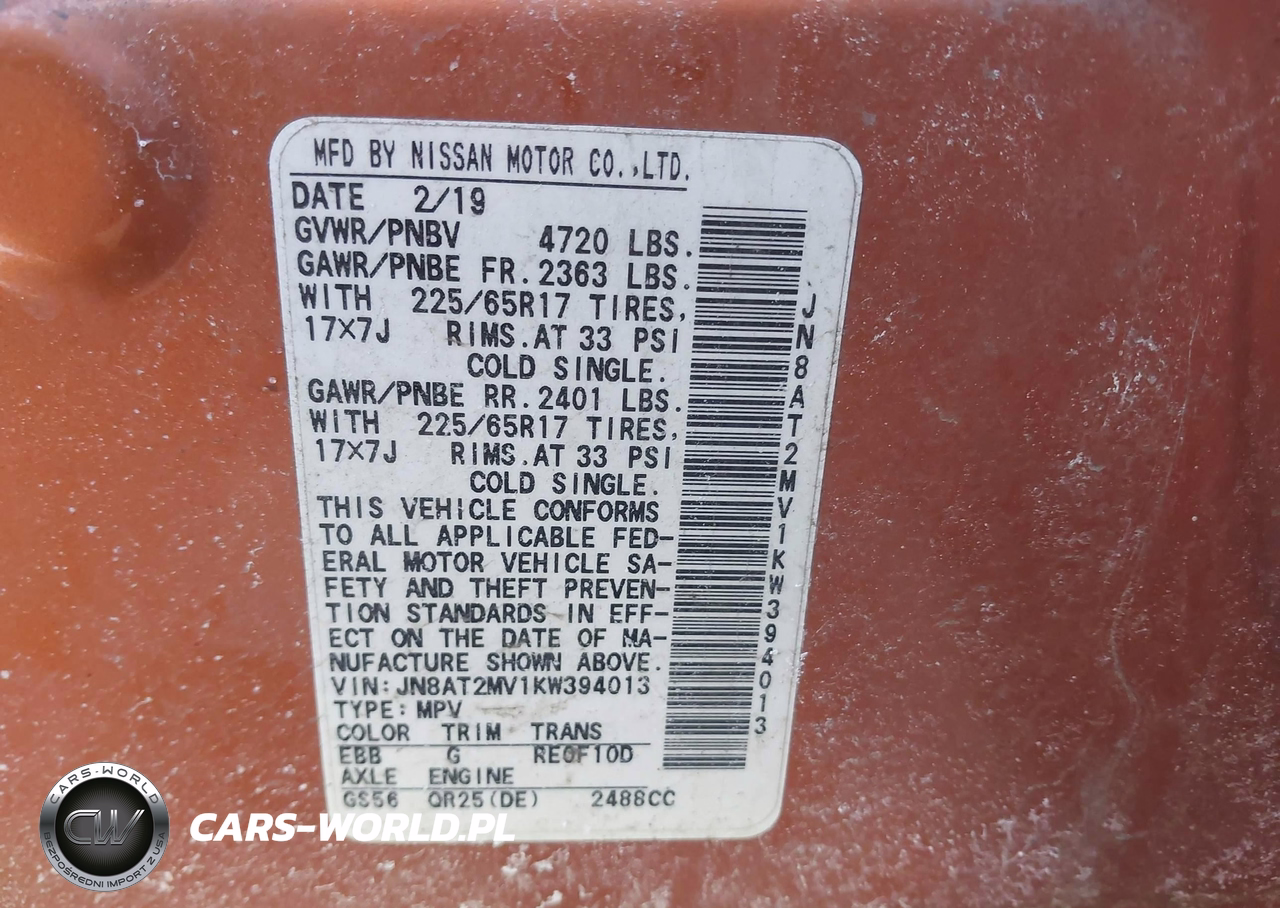 MFD BY NISSAN MOTOR CO.,LTD.
DATE 2/19
GVWR/PNBV 4720 LBS.
GAWR/PNBE FR. 2363 LBS.
WITH 225/65R17 TIRES,
17×7J RIMS.AT 33 PSI
COLD SINGLE.
GAWR/PNBE RR. 2401 LBS.
WITH 225/65R17 TIRES,
17×7J RIMS.AT 33 PSI
COLD SINGLE.
THIS VEHICLE CONFORMS
TO ALL APPLICABLE FED-
ERAL MOTOR VEHICLE SA-
FETY AND THEFT PREVEN-
TION STANDARDS IN EFF-
ECT ON THE DATE OF MA-
NUFACTURE SHOWN ABOVE.
VIN: JN8AT2MV1KW394013
TYPE: MPV
COLOR TRIM TRANS
EBB G RE0F10D
AXLE ENGINE
GS56 QR25(DE) 2488CC
JN8AT2MV1KW394013
CARS-WORLD
CW
BEZPOŚREDNI IMPORT Z USA
CARS-WORLD.PL